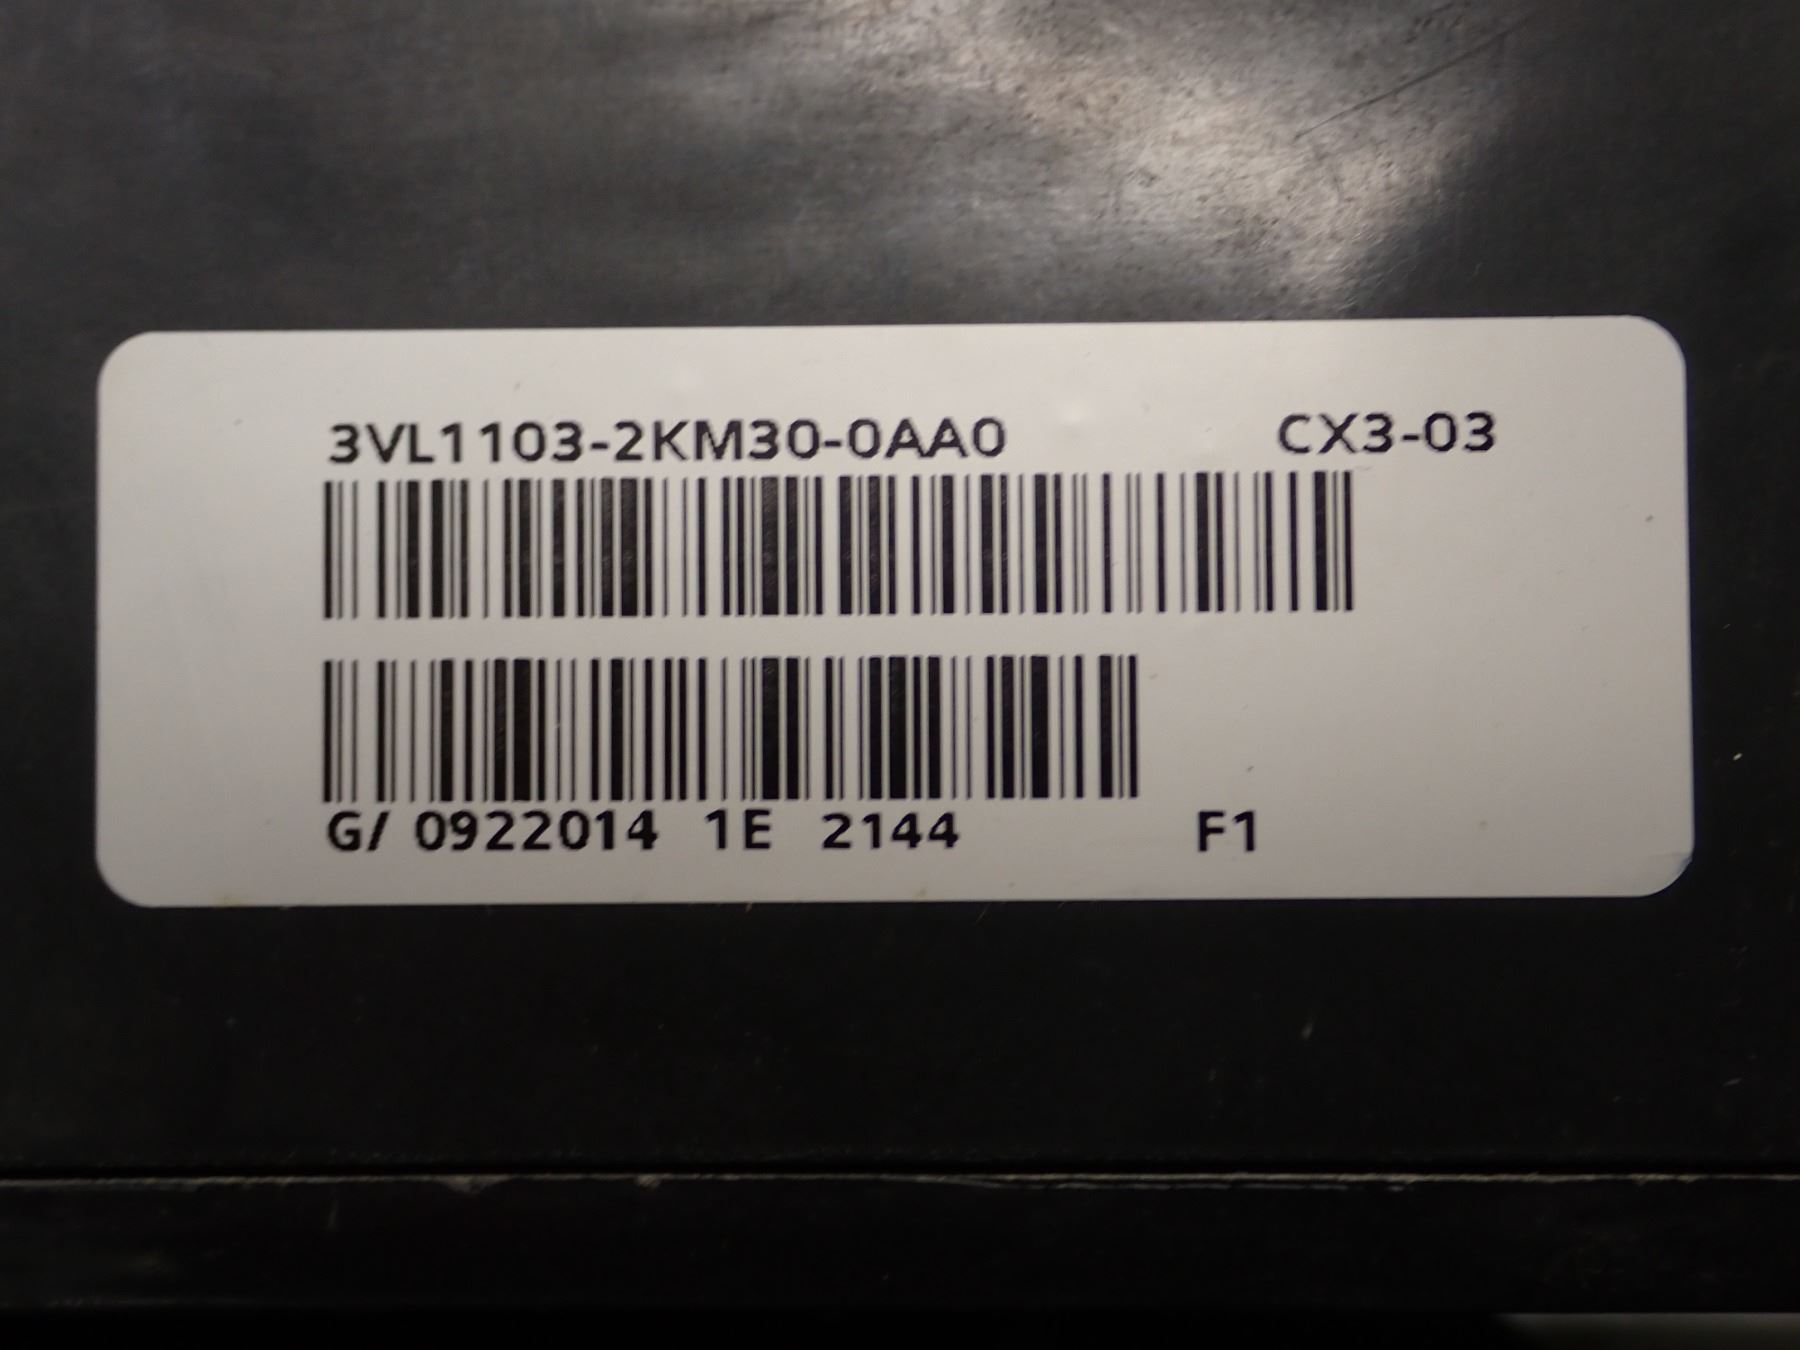 3VL1103-2KM30-0AA0 CX3-03
G/ 0922014 1E 2144 F1